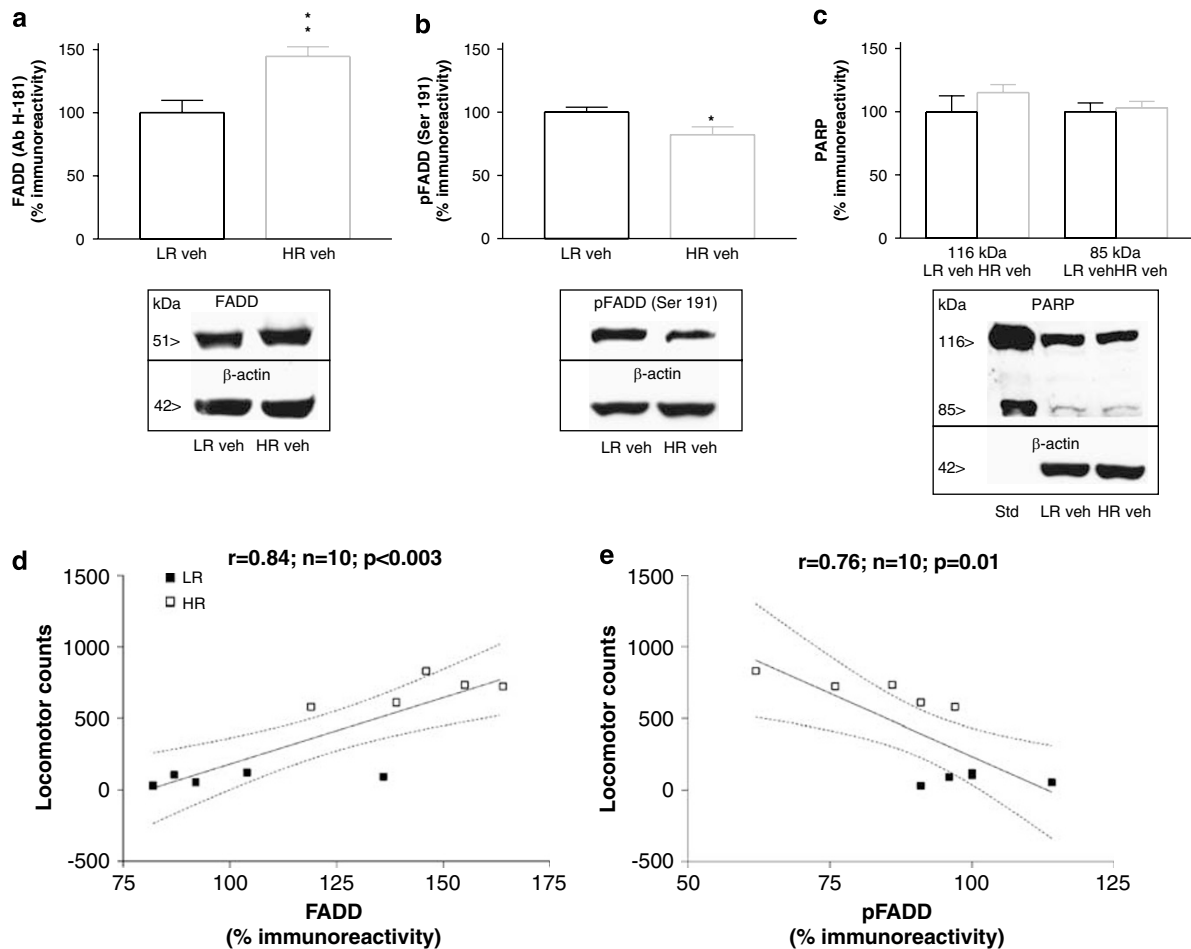 a
FADD (Ab H-181)
(% immunoreactivity)
150
100
50
0
**
LR veh HR veh
kDa FADD
51>
β-actin
42>
LR veh HR veh
b
pFADD (Ser 191)
(% immunoreactivity)
150
100
50
0
*
LR veh HR veh
pFADD (Ser 191)
β-actin
LR veh HR veh
c
PARP
(% immunoreactivity)
150
100
50
0
116 kDa 85 kDa
LR veh HR veh LR vehHR veh
kDa PARP
116>
85>
β-actin
42>
Std LR veh HR veh
d
r=0.84; n=10; p<0.003
LR
HR
Locomotor counts
1500
1000
500
0
-500
75 100 125 150 175
FADD
(% immunoreactivity)
e
r=0.76; n=10; p=0.01
Locomotor counts
1500
1000
500
0
-500
50 75 100 125
pFADD
(% immunoreactivity)